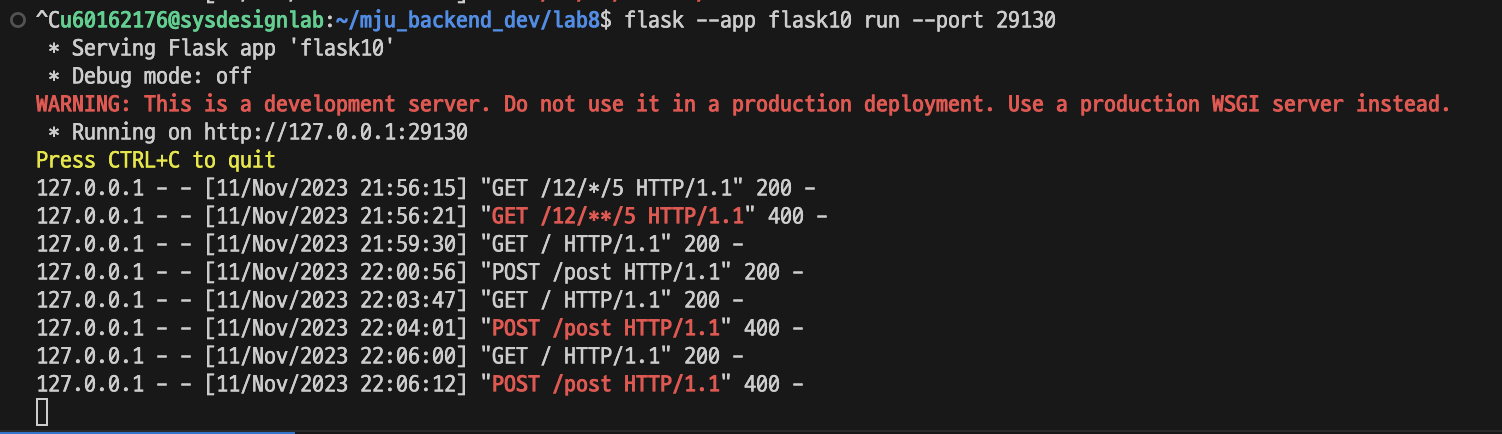 ^Cu60162176@sysdesignlab:~/mju_backend_dev/lab8$ flask --app flask10 run --port 29130
* Serving Flask app 'flask10'
* Debug mode: off
WARNING: This is a development server. Do not use it in a production deployment. Use a production WSGI server instead.
* Running on http://127.0.0.1:29130
Press CTRL+C to quit
127.0.0.1 - - [11/Nov/2023 21:56:15] "GET /12/*/5 HTTP/1.1" 200 -
127.0.0.1 - - [11/Nov/2023 21:56:21] "GET /12/**/5 HTTP/1.1" 400 -
127.0.0.1 - - [11/Nov/2023 21:59:30] "GET / HTTP/1.1" 200 -
127.0.0.1 - - [11/Nov/2023 22:00:56] "POST /post HTTP/1.1" 200 -
127.0.0.1 - - [11/Nov/2023 22:03:47] "GET / HTTP/1.1" 200 -
127.0.0.1 - - [11/Nov/2023 22:04:01] "POST /post HTTP/1.1" 400 -
127.0.0.1 - - [11/Nov/2023 22:06:00] "GET / HTTP/1.1" 200 -
127.0.0.1 - - [11/Nov/2023 22:06:12] "POST /post HTTP/1.1" 400 -